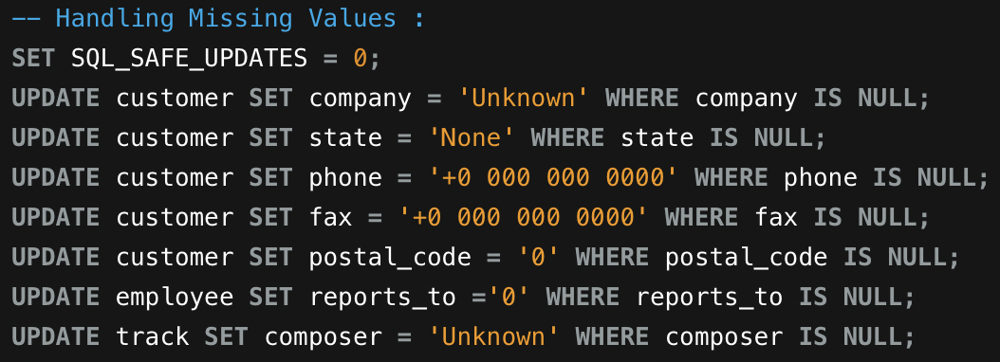 -- Handling Missing Values :
SET SQL_SAFE_UPDATES = 0;
UPDATE customer SET company = 'Unknown' WHERE company IS NULL;
UPDATE customer SET state = 'None' WHERE state IS NULL;
UPDATE customer SET phone = '+0 000 000 0000' WHERE phone IS NULL;
UPDATE customer SET fax = '+0 000 000 0000' WHERE fax IS NULL;
UPDATE customer SET postal_code = '0' WHERE postal_code IS NULL;
UPDATE employee SET reports_to ='0' WHERE reports_to IS NULL;
UPDATE track SET composer = 'Unknown' WHERE composer IS NULL;